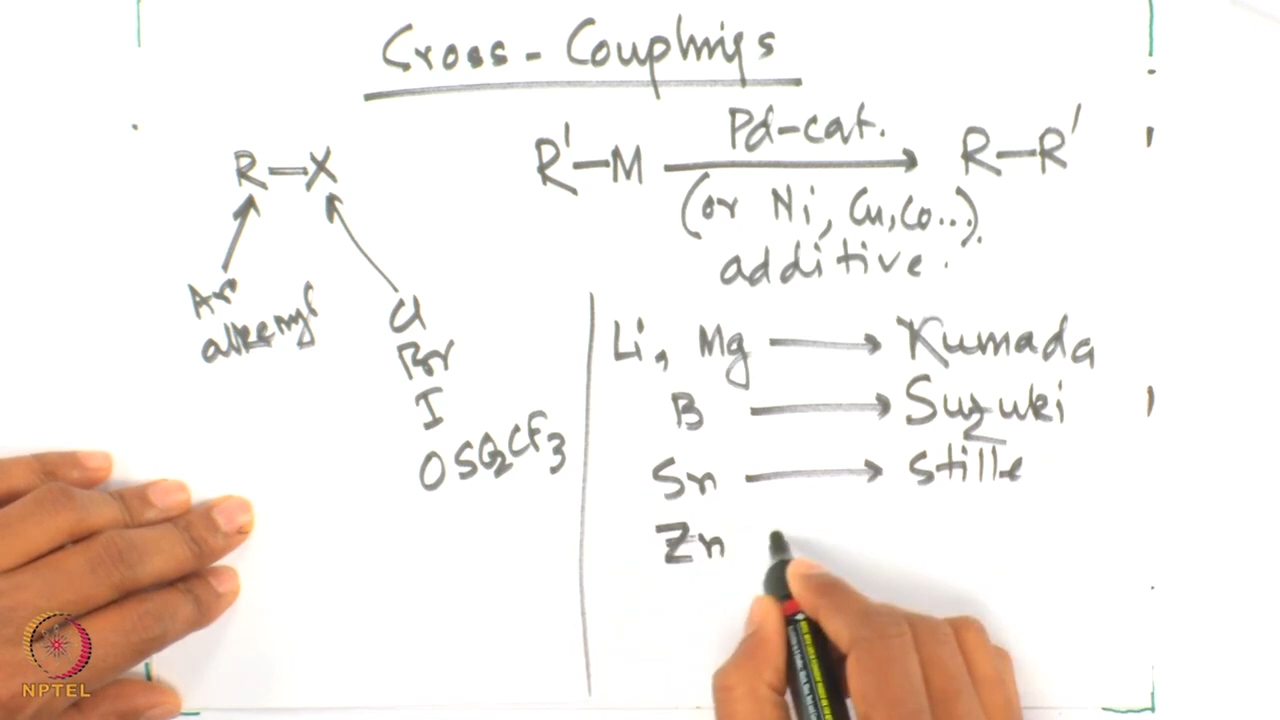 Cross-Couplings
R—X R'—M Pd-cat. R—R'
(or Ni, Cu, Co...).
additive.
Ar
alkenyl
Cl
Br
I
OSO2CF3
Li, Mg → Kumada
B → Suzuki
Sn → Stille
Zn
NPTEL